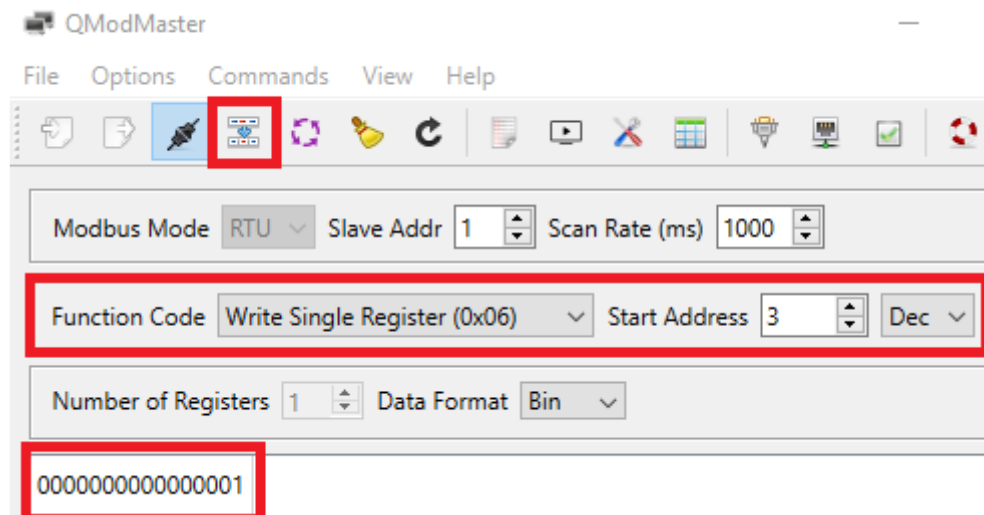 QModMaster
File Options Commands View Help
Modbus Mode RTU Slave Addr 1 Scan Rate (ms) 1000
Function Code Write Single Register (0x06) Start Address 3 Dec
Number of Registers 1 Data Format Bin
0000000000000001